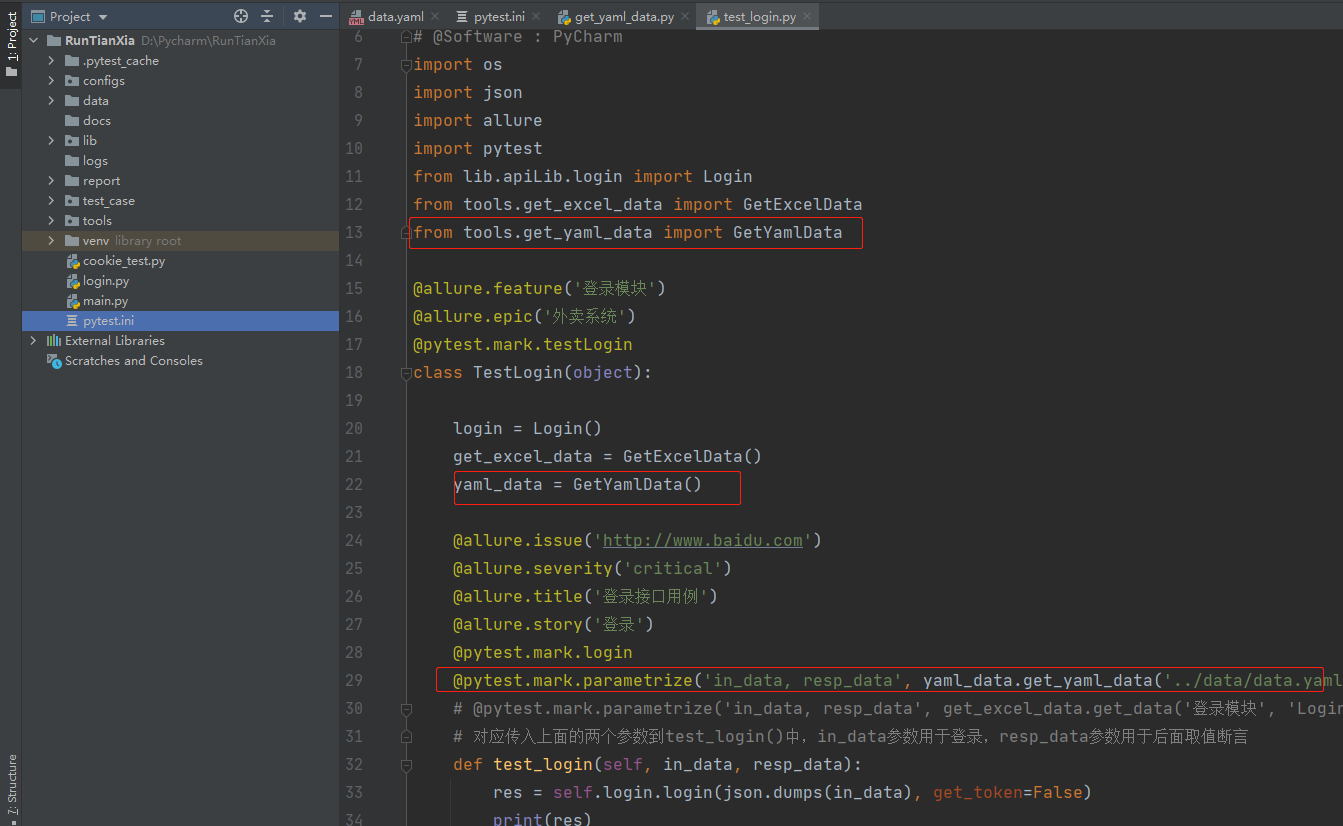 Project
data.yaml
pytest.ini
get_yaml_data.py
test_login.py
1: Project
7: Structure
RunTianXia D:\Pycharm\RunTianXia
.pytest_cache
configs
data
docs
lib
logs
report
test_case
tools
venv library root
cookie_test.py
login.py
main.py
pytest.ini
External Libraries
Scratches and Consoles
6 # @Software : PyCharm
7 import os
8 import json
9 import allure
10 import pytest
11 from lib.apiLib.login import Login
12 from tools.get_excel_data import GetExcelData
13 from tools.get_yaml_data import GetYamlData
14
15 @allure.feature('登录模块')
16 @allure.epic('外卖系统')
17 @pytest.mark.testLogin
18 class TestLogin(object):
19
20 login = Login()
21 get_excel_data = GetExcelData()
22 yaml_data = GetYamlData()
23
24 @allure.issue('http://www.baidu.com')
25 @allure.severity('critical')
26 @allure.title('登录接口用例')
27 @allure.story('登录')
28 @pytest.mark.login
29 @pytest.mark.parametrize('in_data, resp_data', yaml_data.get_yaml_data('../data/data.yaml
30 # @pytest.mark.parametrize('in_data, resp_data', get_excel_data.get_data('登录模块', 'Login
31 # 对应传入上面的两个参数到test_login()中，in_data参数用于登录，resp_data参数用于后面取值断言
32 def test_login(self, in_data, resp_data):
33 res = self.login.login(json.dumps(in_data), get_token=False)
34 print(res)